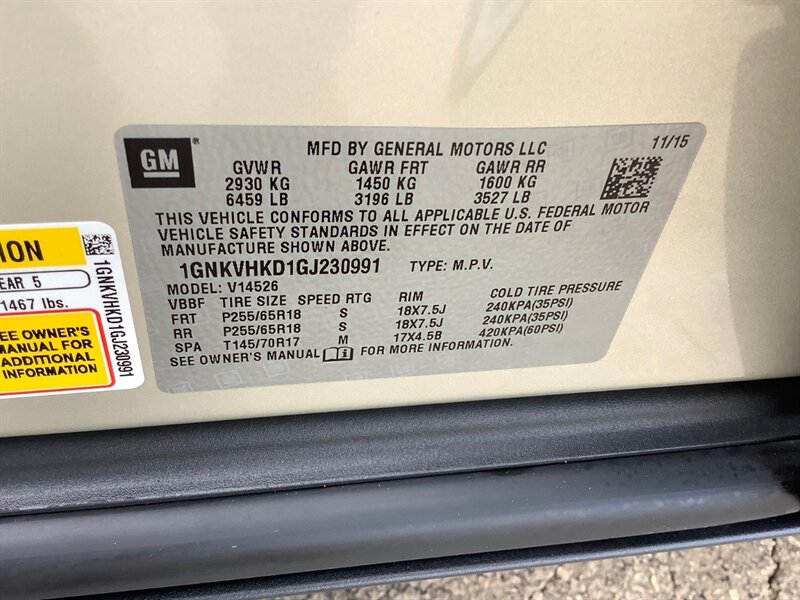 GM ®
MFD BY GENERAL MOTORS LLC 11/15
GVWR GAWR FRT GAWR RR
2930 KG 1450 KG 1600 KG
6459 LB 3196 LB 3527 LB
THIS VEHICLE CONFORMS TO ALL APPLICABLE U.S. FEDERAL MOTOR
VEHICLE SAFETY STANDARDS IN EFFECT ON THE DATE OF
MANUFACTURE SHOWN ABOVE.
1GNKVHKD1GJ230991 TYPE: M.P.V.
MODEL: V14526
VBBF TIRE SIZE SPEED RTG RIM COLD TIRE PRESSURE
FRT P255/65R18 S 18X7.5J 240KPA(35PSI)
RR P255/65R18 S 18X7.5J 240KPA(35PSI)
SPA T145/70R17 M 17X4.5B 420KPA(60PSI)
SEE OWNER'S MANUAL i FOR MORE INFORMATION.
ION
EAR 5
1467 lbs.
EE OWNER'S
MANUAL FOR
ADDITIONAL
INFORMATION
1GNKVHKD1GJ230991